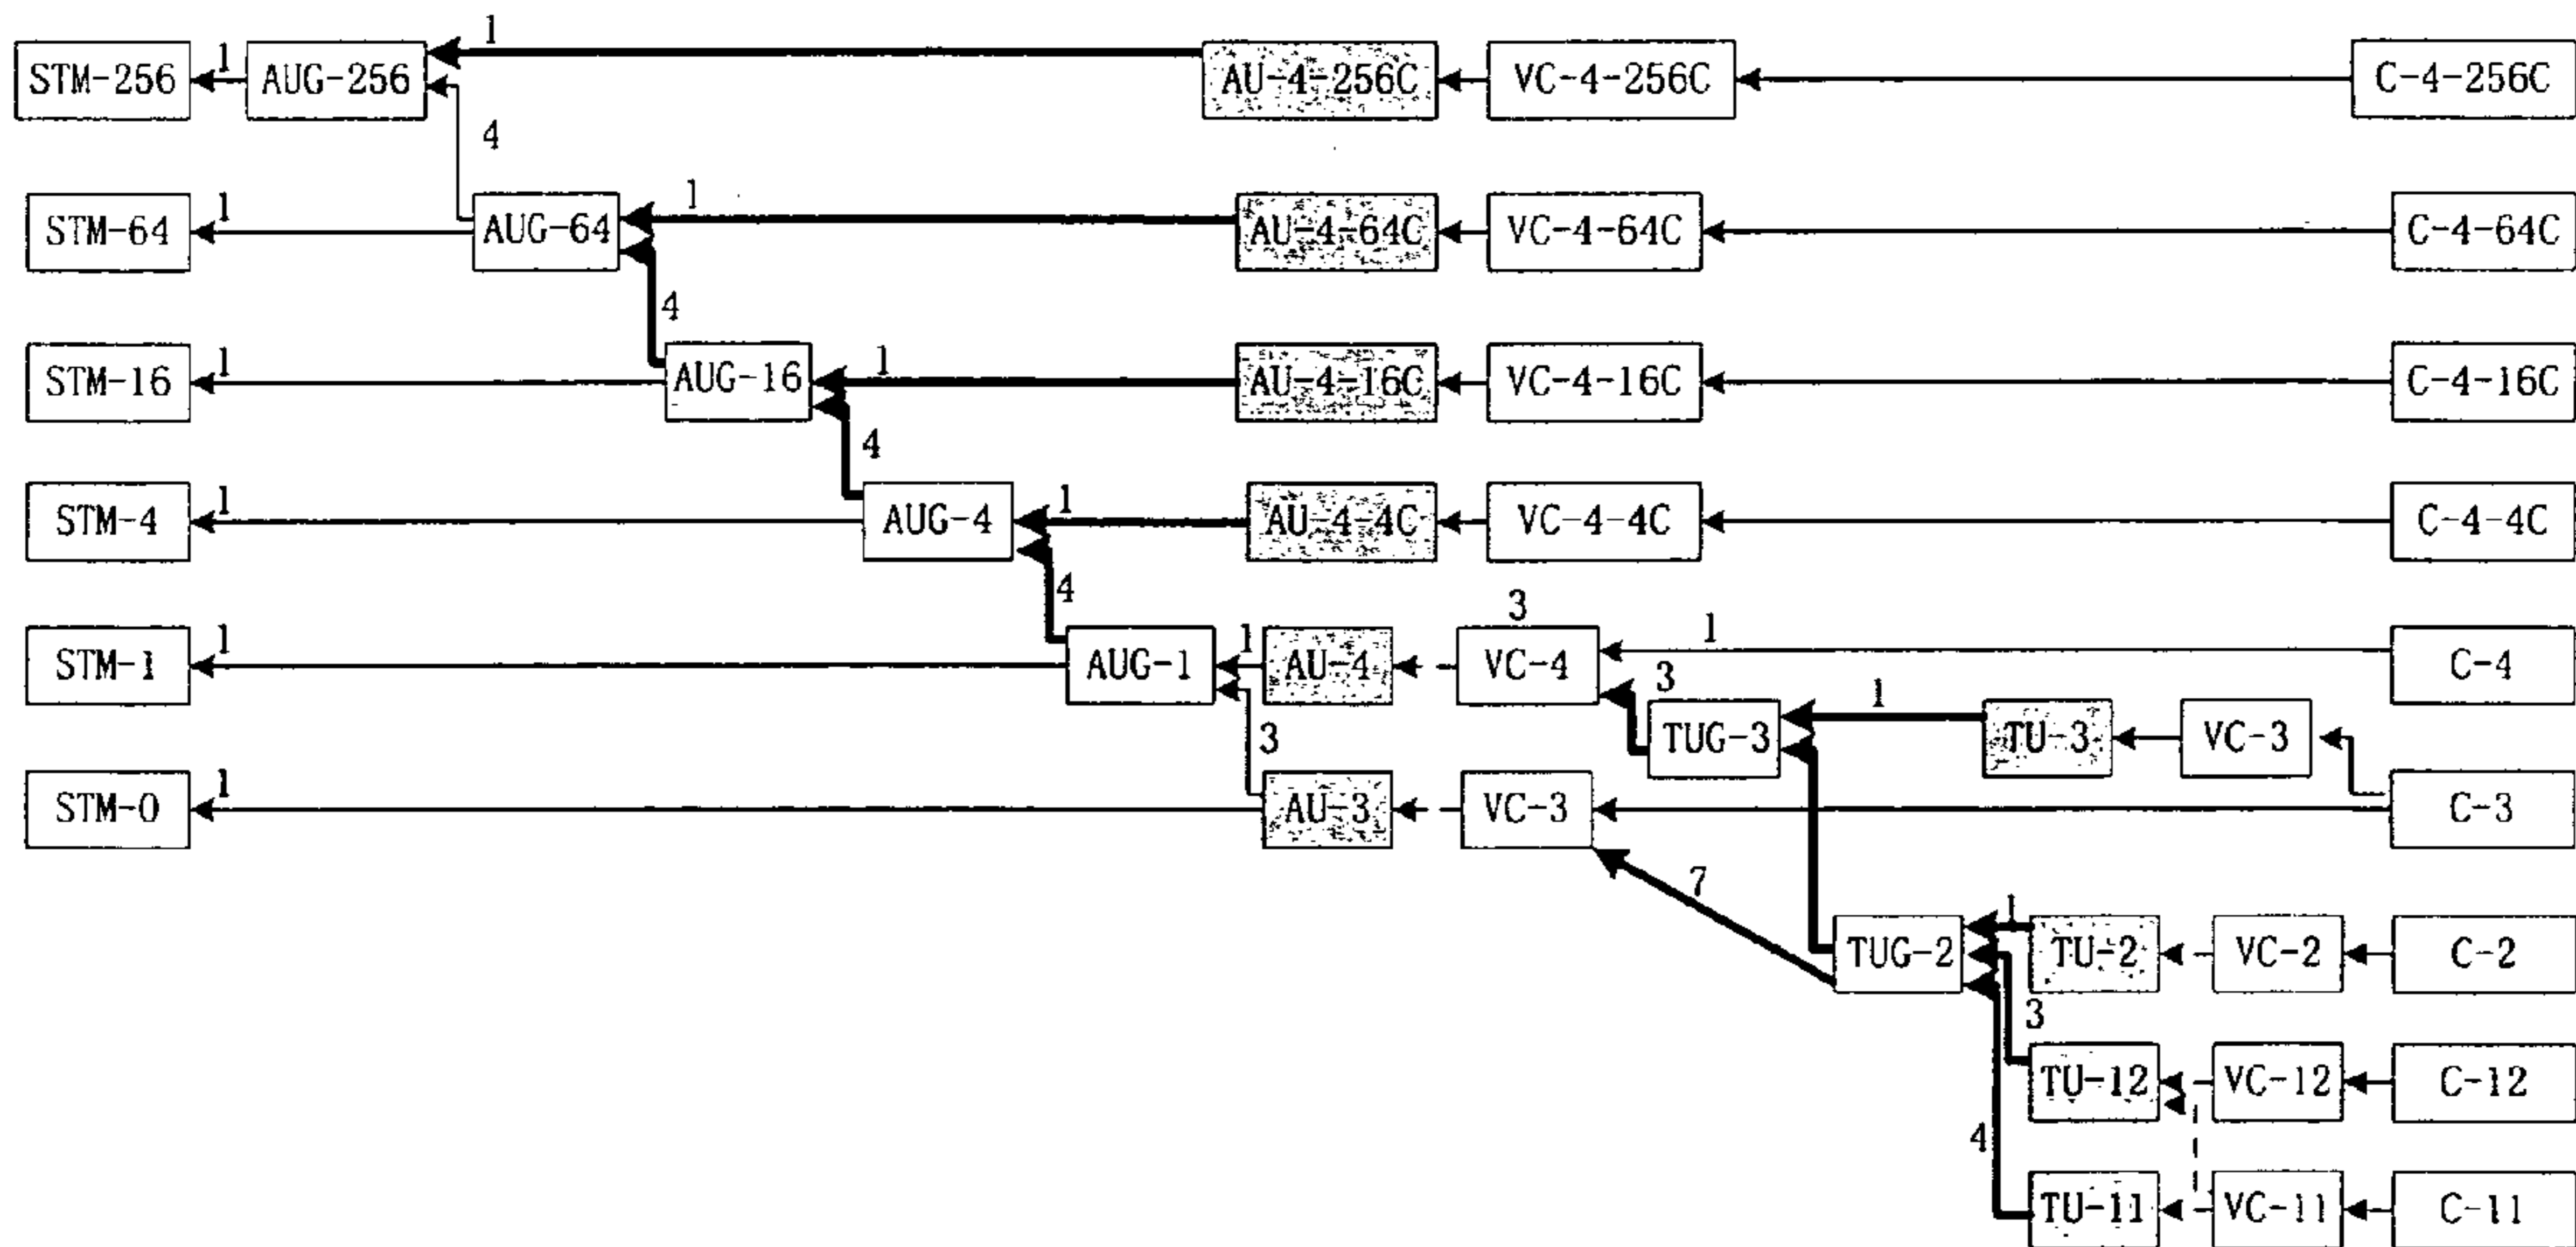 1
1
STM-256
AUG-256
AU-4-256C
VC-4-256C
C-4-256C
4
1
1
STM-64
AUG-64
AU-4-64C
VC-4-64C
C-4-64C
4
1
1
STM-16
AUG-16
AU-4-16C
VC-4-16C
C-4-16C
4
1
1
STM-4
AUG-4
AU-4-4C
VC-4-4C
C-4-4C
4
3
1
1
1
STM-1
AUG-1
AU-4
VC-4
C-4
3
1
3
TUG-3
TU-3
VC-3
1
STM-0
AU-3
VC-3
C-3
7
1
TUG-2
TU-2
VC-2
C-2
3
TU-12
VC-12
C-12
4
TU-11
VC-11
C-11